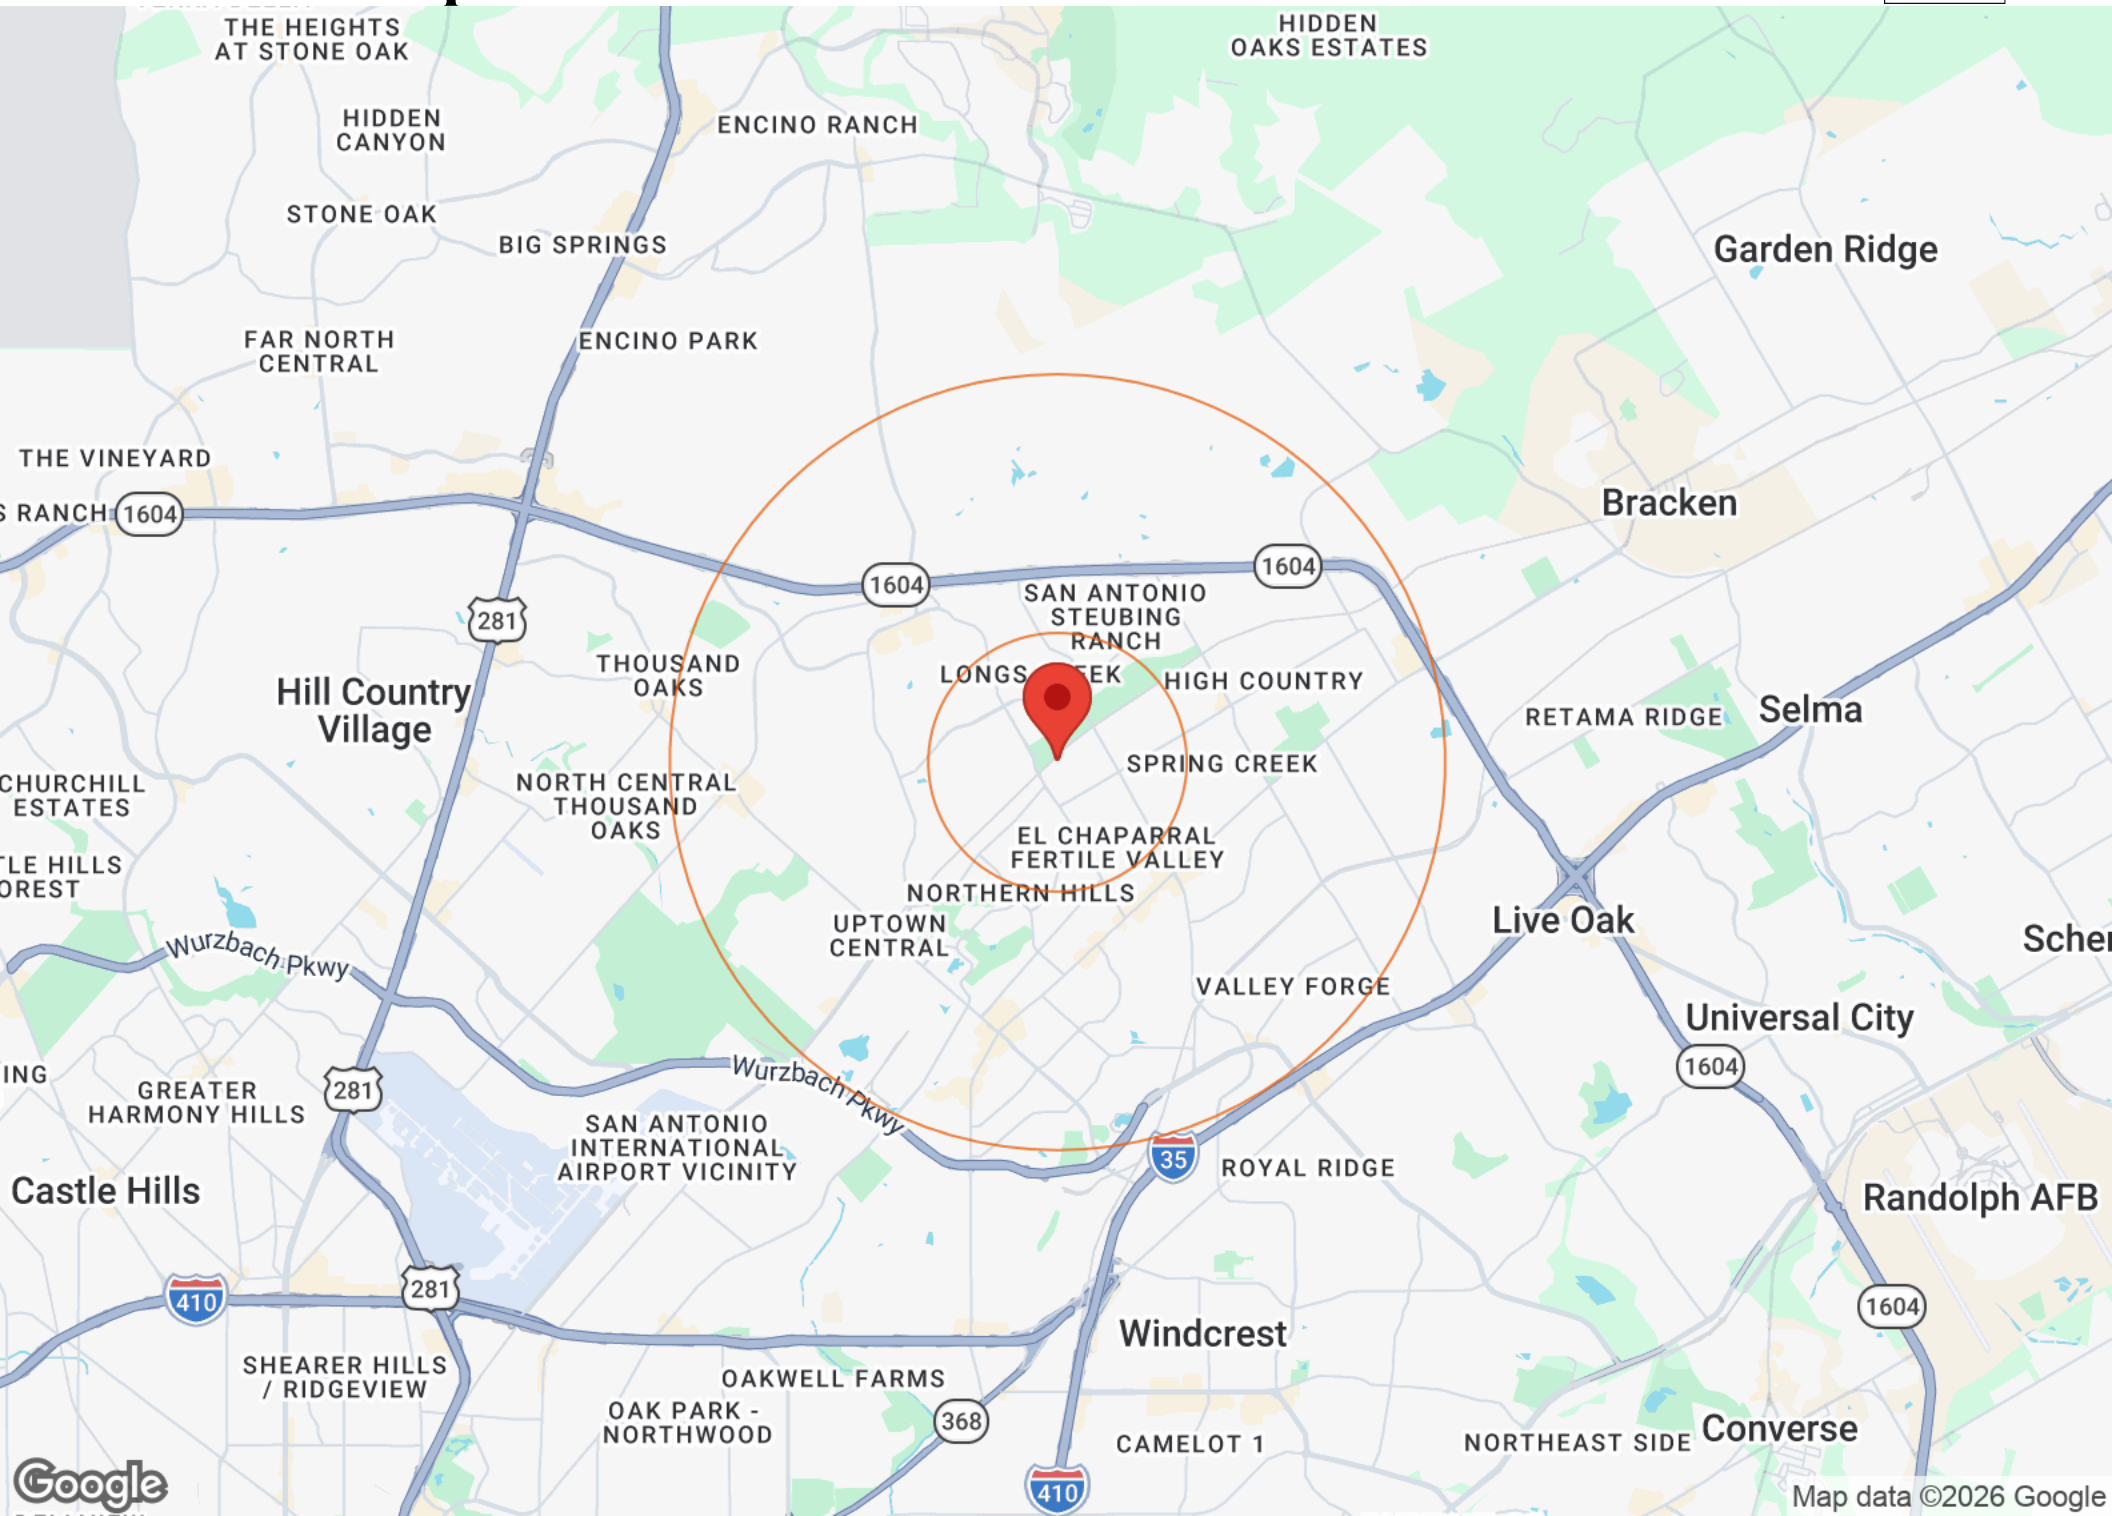 THE HEIGHTS
AT STONE OAK
HIDDEN
OAKS ESTATES
HIDDEN
CANYON
ENCINO RANCH
STONE OAK
BIG SPRINGS
Garden Ridge
FAR NORTH
CENTRAL
ENCINO PARK
THE VINEYARD
S RANCH
1604
Bracken
1604
1604
SAN ANTONIO
STEUBING
RANCH
281
THOUSAND
OAKS
LONGS
EEK
HIGH COUNTRY
Hill Country
Village
RETAMA RIDGE
Selma
SPRING CREEK
CHURCHILL
ESTATES
NORTH CENTRAL
THOUSAND
OAKS
EL CHAPARRAL
FERTILE VALLEY
TLE HILLS
OREST
NORTHERN HILLS
UPTOWN
CENTRAL
Live Oak
Wurzbach Pkwy
Scher
VALLEY FORGE
Universal City
1604
ING
281
GREATER
HARMONY HILLS
Wurzbach Pkwy
SAN ANTONIO
INTERNATIONAL
AIRPORT VICINITY
35
ROYAL RIDGE
Castle Hills
Randolph AFB
281
410
1604
Windcrest
SHEARER HILLS
/ RIDGEVIEW
OAKWELL FARMS
OAK PARK -
NORTHWOOD
368
CAMELOT 1
NORTHEAST SIDE
Converse
Google
410
Map data ©2026 Google